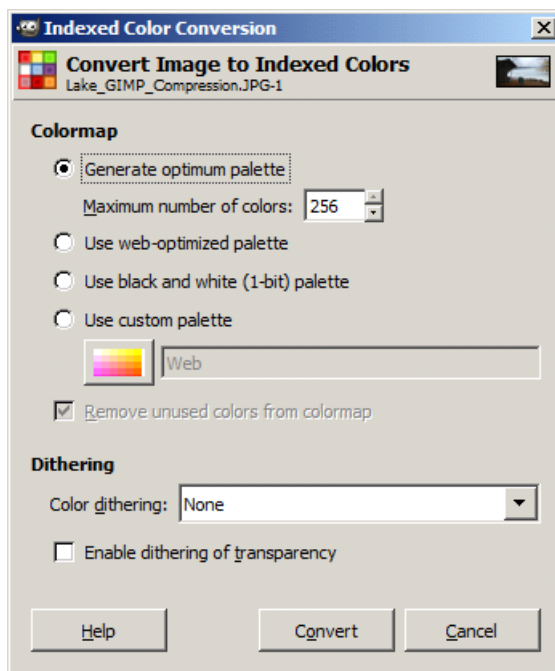 Indexed Color Conversion
Convert Image to Indexed Colors
Lake_GIMP_Compression.JPG-1
Colormap
Generate optimum palette
Maximum number of colors: 256
Use web-optimized palette
Use black and white (1-bit) palette
Use custom palette
Web
Remove unused colors from colormap
Dithering
Color dithering: None
Enable dithering of transparency
Help Convert Cancel